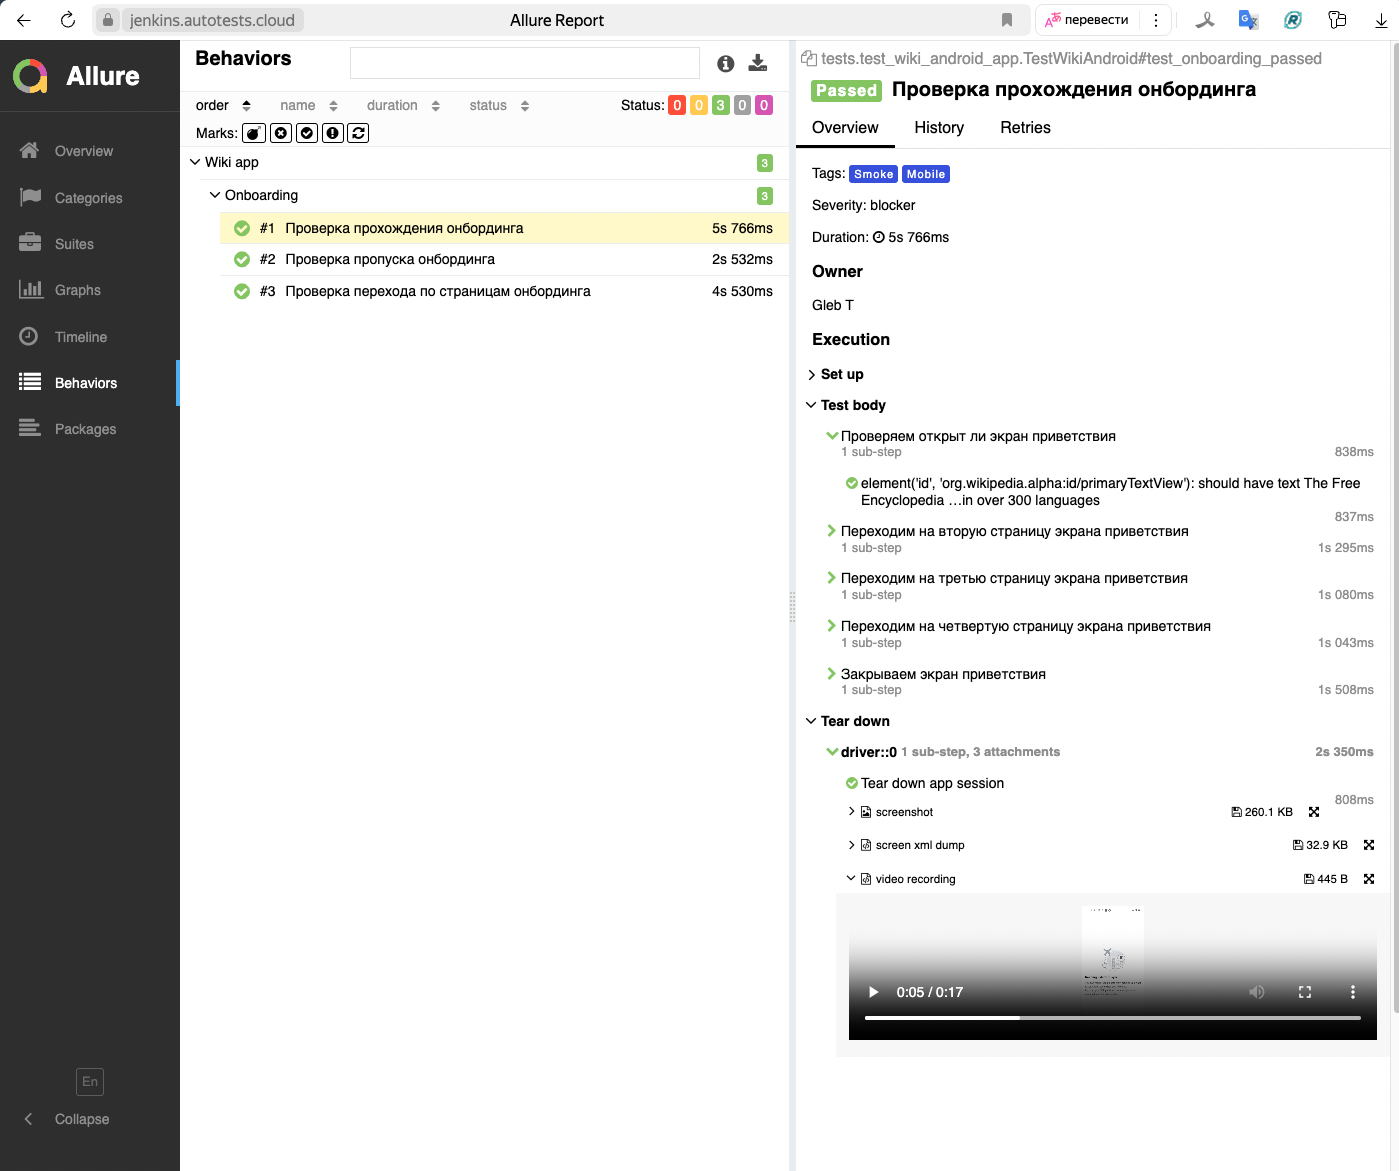 jenkins.autotests.cloud
Allure Report
перевести
Allure
Overview
Categories
Suites
Graphs
Timeline
Behaviors
Packages
En
Collapse
Behaviors
order name duration status
Status: 0 0 3 0 0
Marks:
Wiki app 3
Onboarding 3
#1 Проверка прохождения онбординга 5s 766ms
#2 Проверка пропуска онбординга 2s 532ms
#3 Проверка перехода по страницам онбординга 4s 530ms
tests.test_wiki_android_app.TestWikiAndroid#test_onboarding_passed
Passed Проверка прохождения онбординга
Overview History Retries
Tags: Smoke Mobile
Severity: blocker
Duration: 5s 766ms
Owner
Gleb T
Execution
Set up
Test body
Проверяем открыт ли экран приветствия
1 sub-step 838ms
element('id', 'org.wikipedia.alpha:id/primaryTextView'): should have text The Free
Encyclopedia …in over 300 languages
837ms
Переходим на вторую страницу экрана приветствия
1 sub-step 1s 295ms
Переходим на третью страницу экрана приветствия
1 sub-step 1s 080ms
Переходим на четвертую страницу экрана приветствия
1 sub-step 1s 043ms
Закрываем экран приветствия
1 sub-step 1s 508ms
Tear down
driver::0 1 sub-step, 3 attachments 2s 350ms
Tear down app session
808ms
screenshot 260.1 KB
screen xml dump 32.9 KB
video recording 445 B
0:05 / 0:17